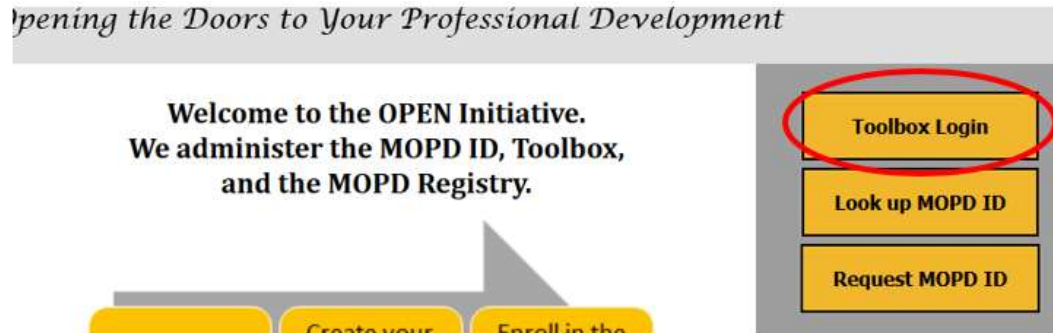 Opening the Doors to Your Professional Development
Welcome to the OPEN Initiative.
We administer the MOPD ID, Toolbox,
and the MOPD Registry.
Toolbox Login
Look up MOPD ID
Request MOPD ID
Create your
Enroll in the